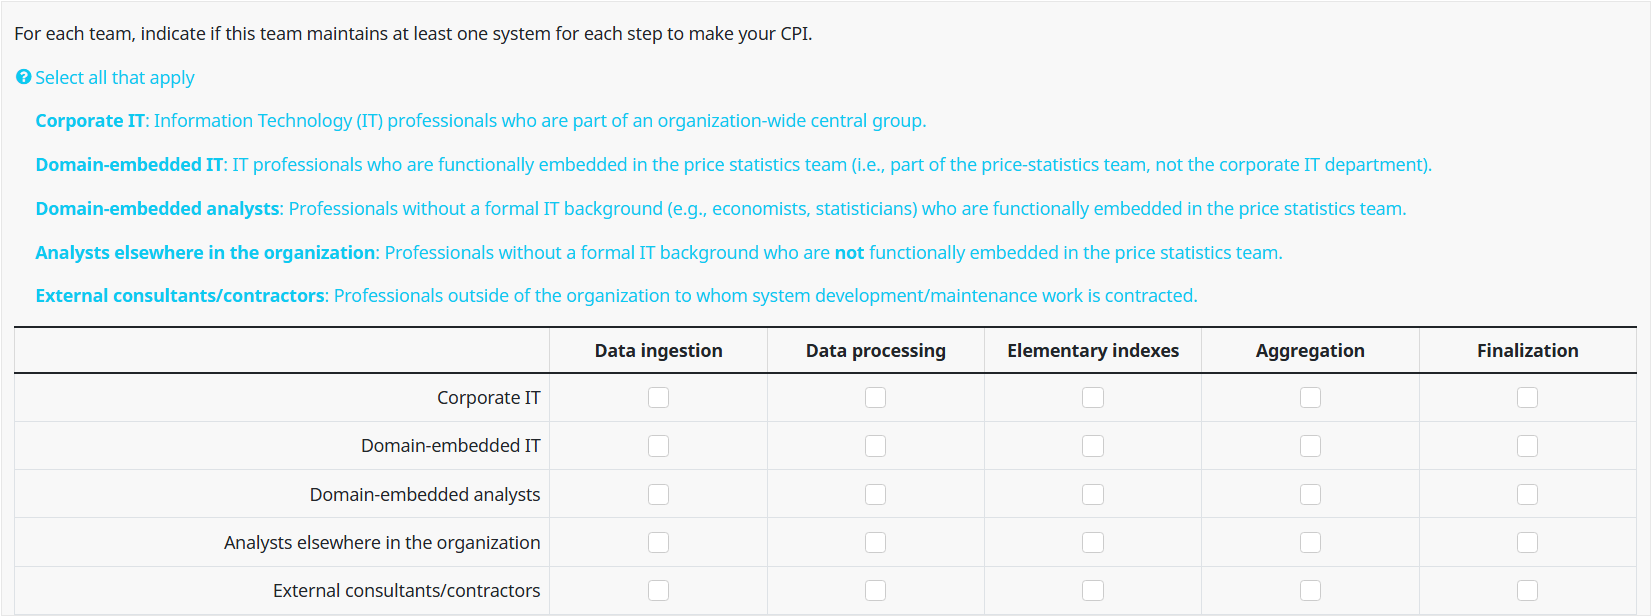 For each team, indicate if this team maintains at least one system for each step to make your CPI.
Select all that apply
Corporate IT: Information Technology (IT) professionals who are part of an organization-wide central group.
Domain-embedded IT: IT professionals who are functionally embedded in the price statistics team (i.e., part of the price-statistics team, not the corporate IT department).
Domain-embedded analysts: Professionals without a formal IT background (e.g., economists, statisticians) who are functionally embedded in the price statistics team.
Analysts elsewhere in the organization: Professionals without a formal IT background who are not functionally embedded in the price statistics team.
External consultants/contractors: Professionals outside of the organization to whom system development/maintenance work is contracted.
Data ingestion Data processing Elementary indexes Aggregation Finalization
Corporate IT
Domain-embedded IT
Domain-embedded analysts
Analysts elsewhere in the organization
External consultants/contractors